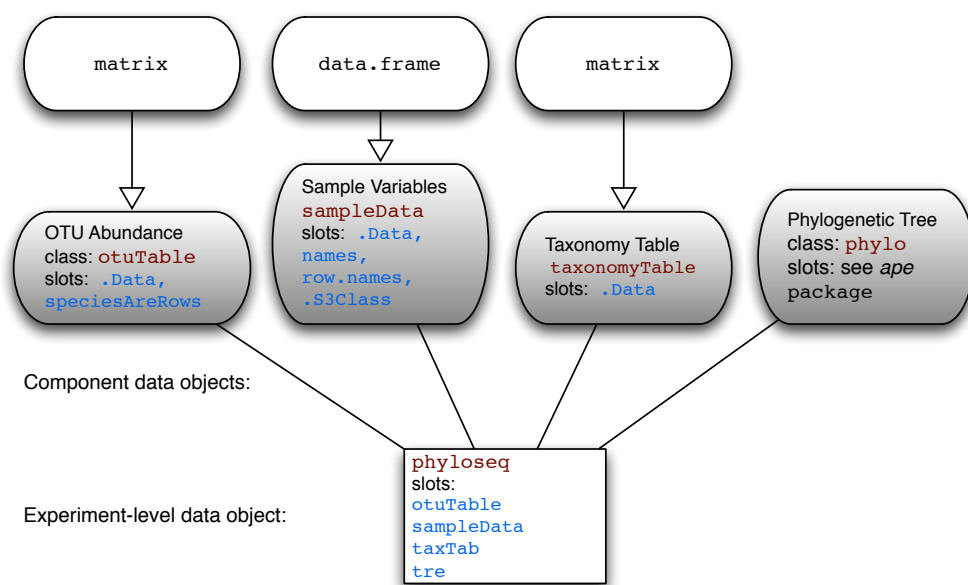 matrix
data.frame
matrix
OTU Abundance
class: otuTable
slots: .Data,
speciesAreRows
Sample Variables
sampleData
slots: .Data,
names,
row.names,
.S3Class
Taxonomy Table
taxonomyTable
slots: .Data
Phylogenetic Tree
class: phylo
slots: see ape
package
Component data objects:
Experiment-level data object:
phyloseq
slots:
otuTable
sampleData
taxTab
tre